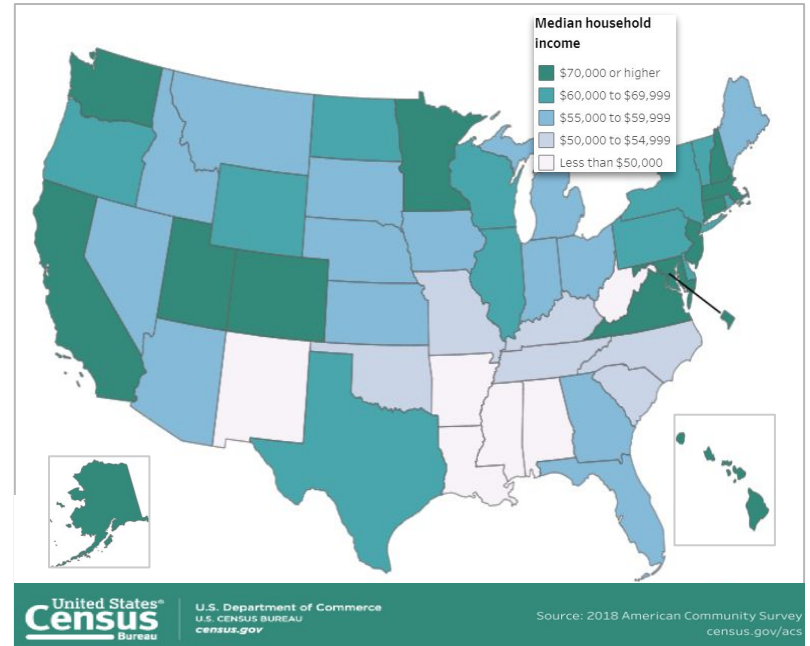 Median household
income
$70,000 or higher
$60,000 to $69,999
$55,000 to $59,999
$50,000 to $54,999
Less than $50,000
United States®
Census
Bureau
U.S. Department of Commerce
U.S. CENSUS BUREAU
census.gov
Source: 2018 American Community Survey
census.gov/acs